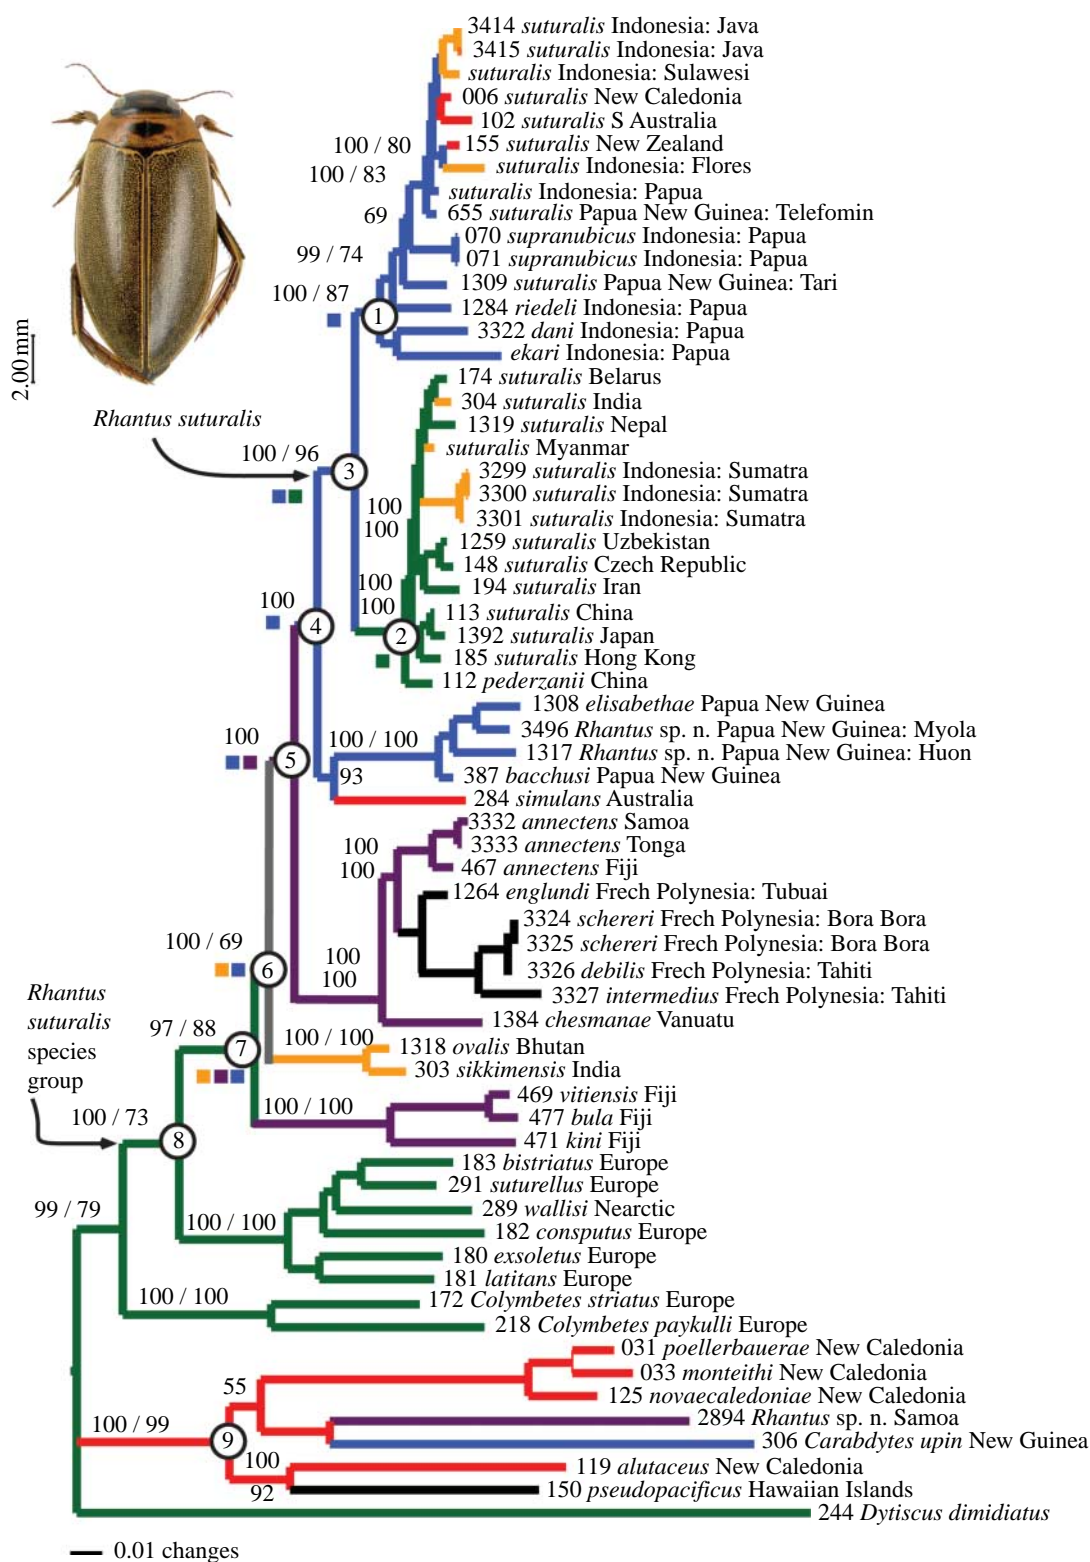 3414 suturalis Indonesia: Java
3415 suturalis Indonesia: Java
suturalis Indonesia: Sulawesi
006 suturalis New Caledonia
102 suturalis S Australia
100 / 80
155 suturalis New Zealand
suturalis Indonesia: Flores
100 / 83
suturalis Indonesia: Papua
69
655 suturalis Papua New Guinea: Telefomin
070 supranubicus Indonesia: Papua
99 / 74
071 supranubicus Indonesia: Papua
1309 suturalis Papua New Guinea: Tari
100 / 87
1284 riedeli Indonesia: Papua
1
3322 dani Indonesia: Papua
ekari Indonesia: Papua
2.00 mm
174 suturalis Belarus
304 suturalis India
Rhantus suturalis
1319 suturalis Nepal
suturalis Myanmar
100 / 96
3
3299 suturalis Indonesia: Sumatra
3300 suturalis Indonesia: Sumatra
100
3301 suturalis Indonesia: Sumatra
100
1259 suturalis Uzbekistan
148 suturalis Czech Republic
100
194 suturalis Iran
100
100
113 suturalis China
4
2
1392 suturalis Japan
185 suturalis Hong Kong
112 pederzanii China
1308 elisabethae Papua New Guinea
3496 Rhantus sp. n. Papua New Guinea: Myola
100
100 / 100
1317 Rhantus sp. n. Papua New Guinea: Huon
5
93
387 bacchusi Papua New Guinea
284 simulans Australia
3332 annectens Samoa
100
3333 annectens Tonga
100
467 annectens Fiji
1264 englundi Frech Polynesia: Tubuai
3324 schereri Frech Polynesia: Bora Bora
100 / 69
3325 schereri Frech Polynesia: Bora Bora
100
6
3326 debilis Frech Polynesia: Tahiti
100
3327 intermedius Frech Polynesia: Tahiti
Rhantus
suturalis
species
group
1384 chesmanae Vanuatu
97 / 88
7
100 / 100
1318 ovalis Bhutan
303 sikkimensis India
469 vitiensis Fiji
100 / 100
477 bula Fiji
100 / 73
8
471 kini Fiji
183 bistriatus Europe
291 suturellus Europe
99 / 79
289 wallisi Nearctic
100 / 100
182 consputus Europe
180 exsoletus Europe
181 latitans Europe
100 / 100
172 Colymbetes striatus Europe
218 Colymbetes paykulli Europe
031 poellerbauerae New Caledonia
033 monteithi New Caledonia
55
125 novaecaledoniae New Caledonia
100 / 99
2894 Rhantus sp. n. Samoa
9
306 Carabdytes upin New Guinea
100
119 alutaceus New Caledonia
92
150 pseudopacificus Hawaiian Islands
244 Dytiscus dimidiatus
0.01 changes